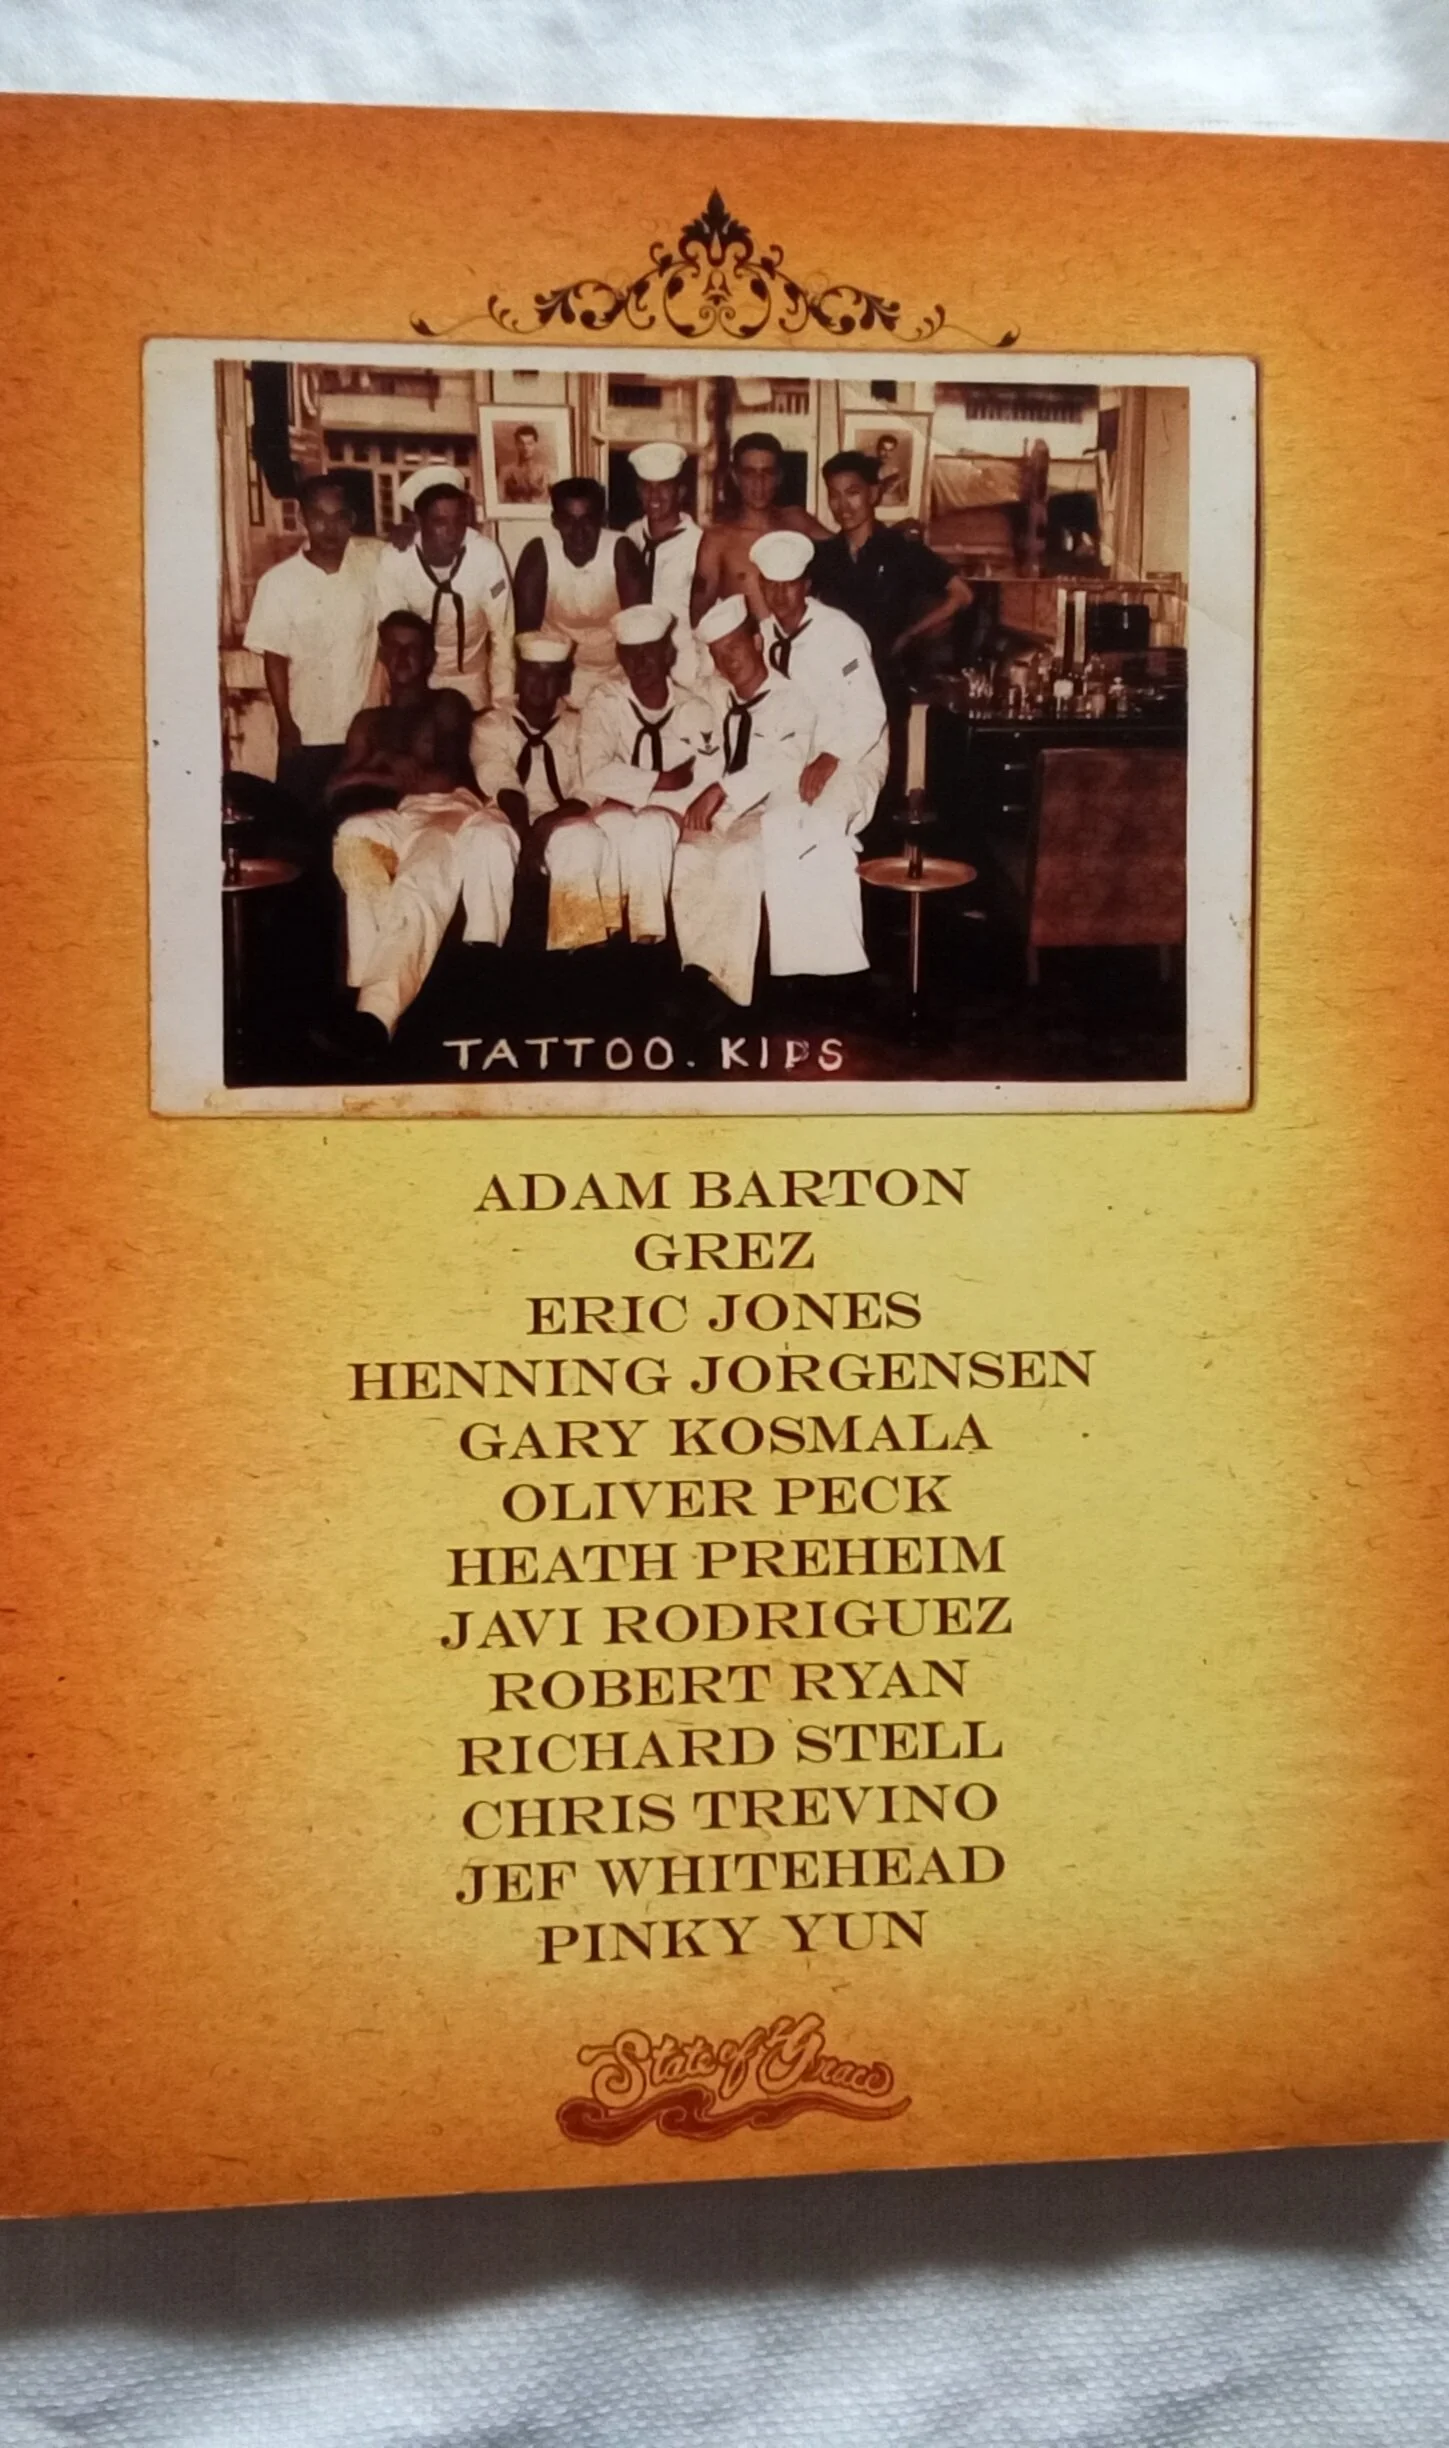 TATTOO. KIDS
ADAM BARTON
GREZ
ERIC JONES
HENNING JORGENSEN
GARY KOSMALA
OLIVER PECK
HEATH PREHEIM
JAVI RODRIGUEZ
ROBERT RYAN
RICHARD STELL
CHRIS TREVINO
JEF WHITEHEAD
PINKY YUN
State of Grace